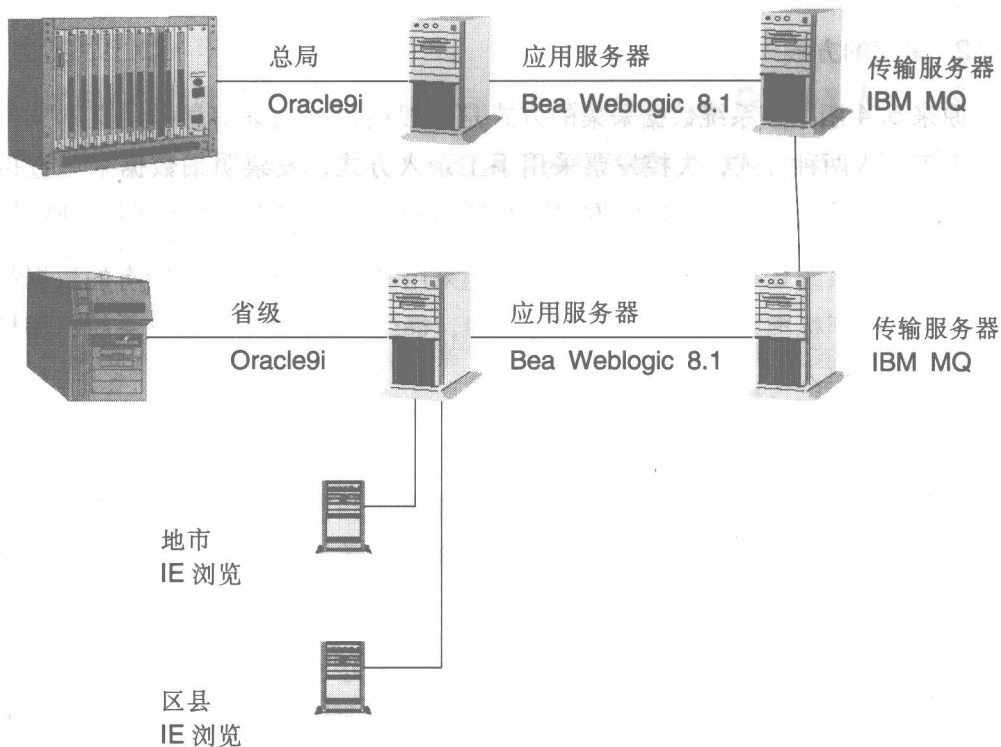 总局
Oracle9i
应用服务器
Bea Weblogic 8.1
传输服务器
IBM MQ
省级
Oracle9i
应用服务器
Bea Weblogic 8.1
传输服务器
IBM MQ
地市
IE 浏览
区县
IE 浏览